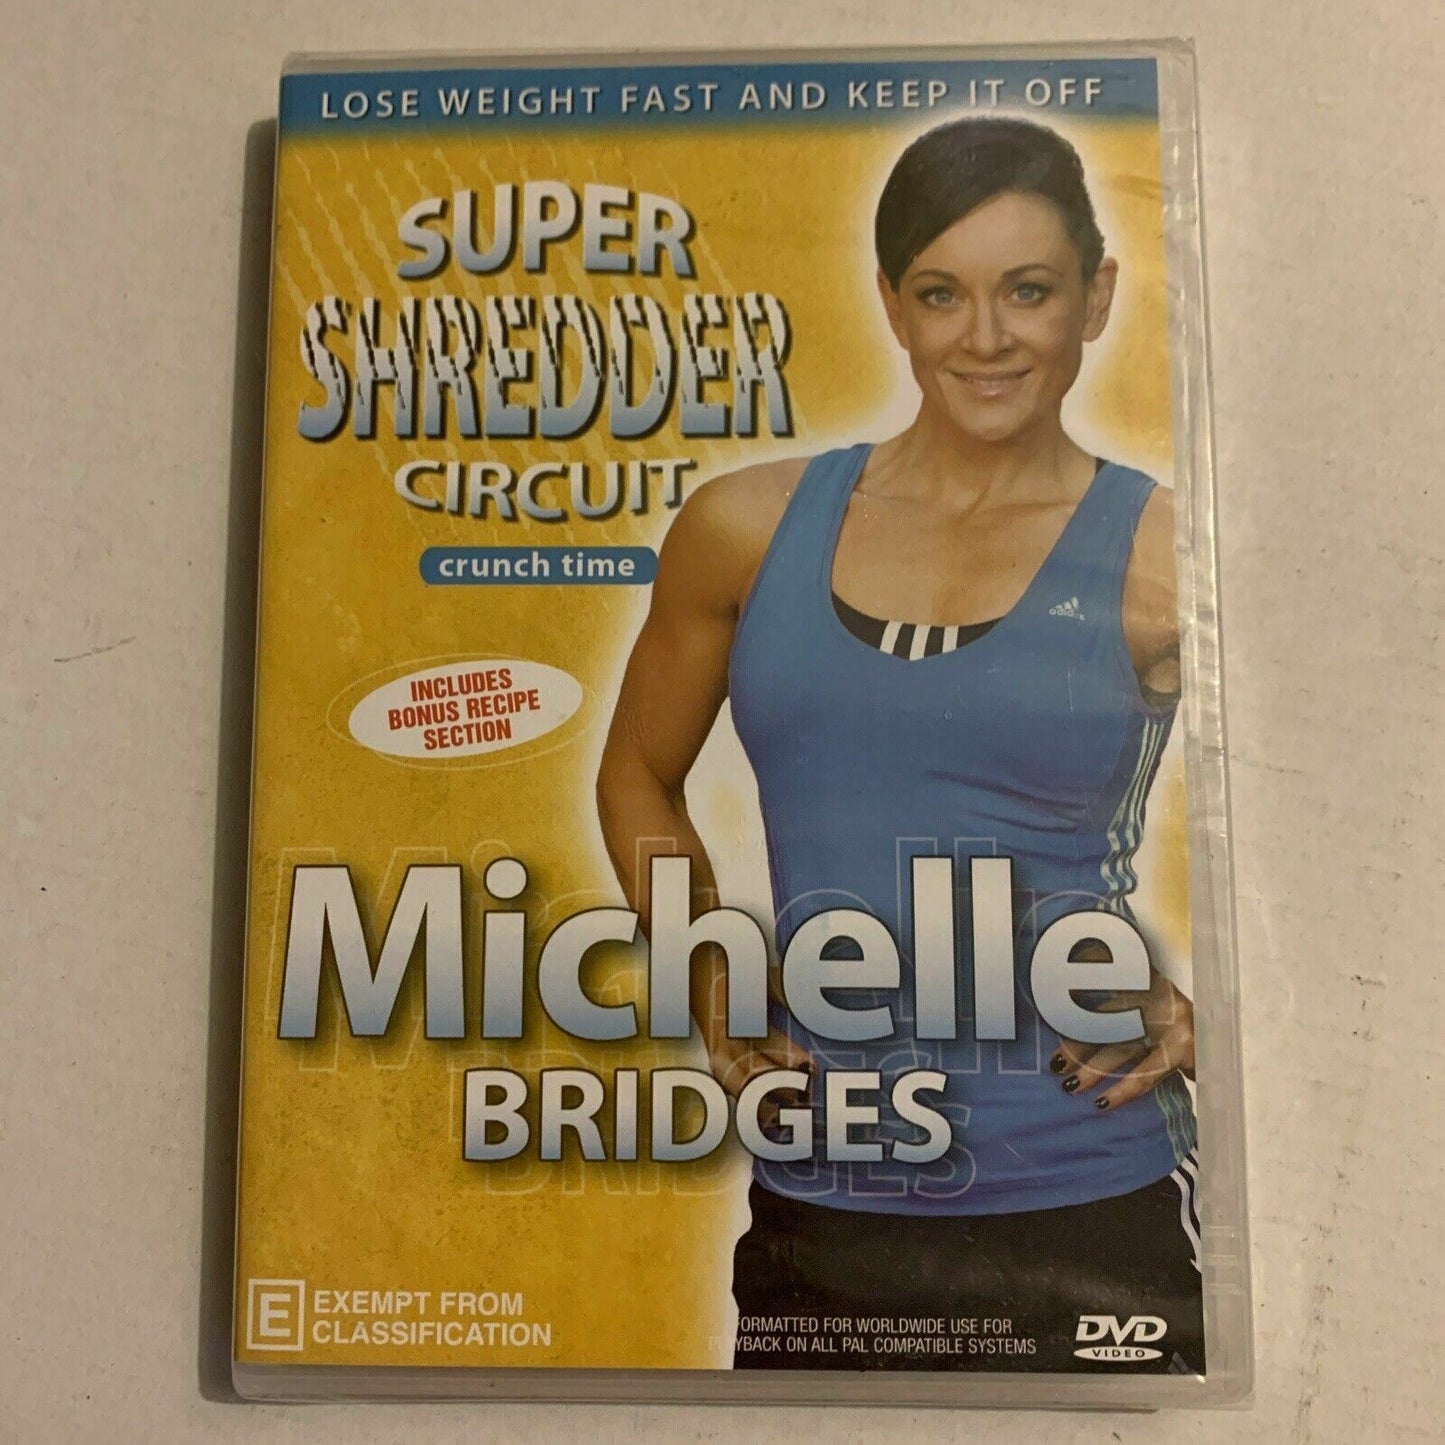 LOSE WEIGHT FAST AND KEEP IT OFF
SUPER
SHREDDER
CIRCUIT
crunch time
INCLUDES
BONUS RECIPE
SECTION
adidas
Michelle
BRIDGES
E
EXEMPT FROM
CLASSIFICATION
FORMATTED FOR WORLDWIDE USE FOR
PLAYBACK ON ALL PAL COMPATIBLE SYSTEMS
DVD
VIDEO